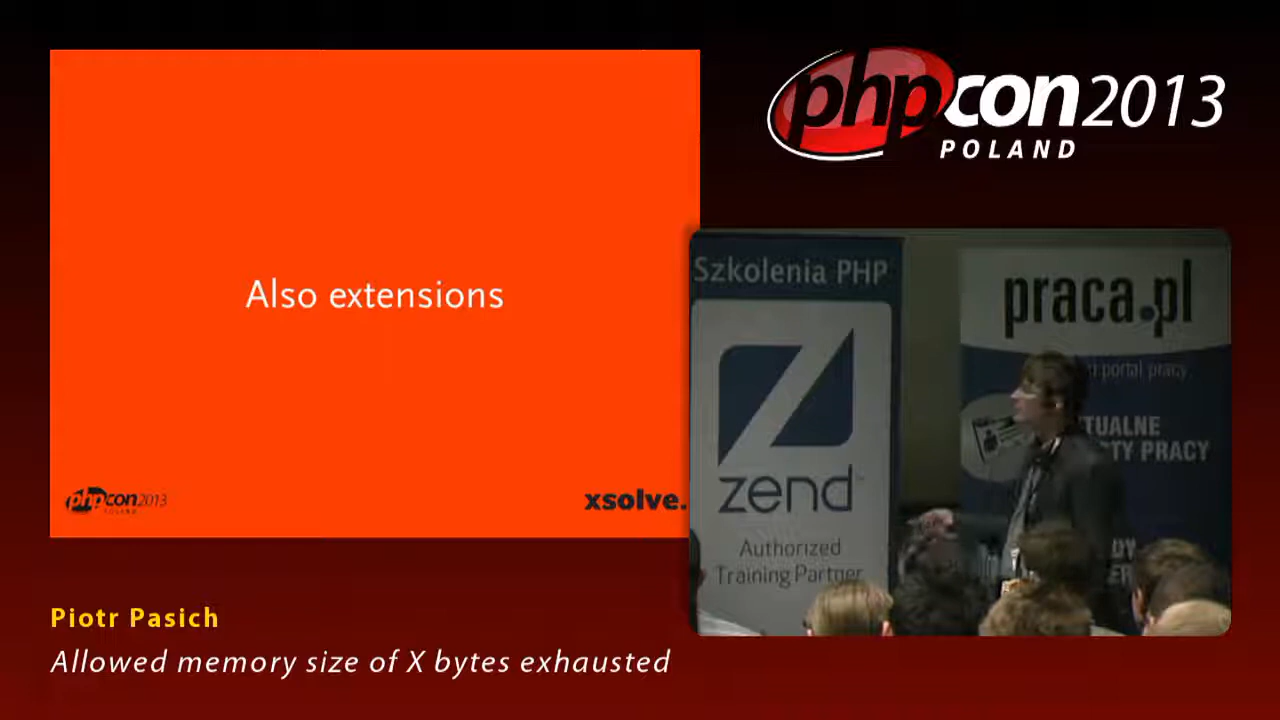 Also extensions
phpcon2013
POLAND
xsolve.
phpcon2013
POLAND
Szkolenia PHP
zend
Authorized
Training Partner
praca.pl
portal pracy
TY PRACY
Piotr Pasich
Allowed memory size of X bytes exhausted